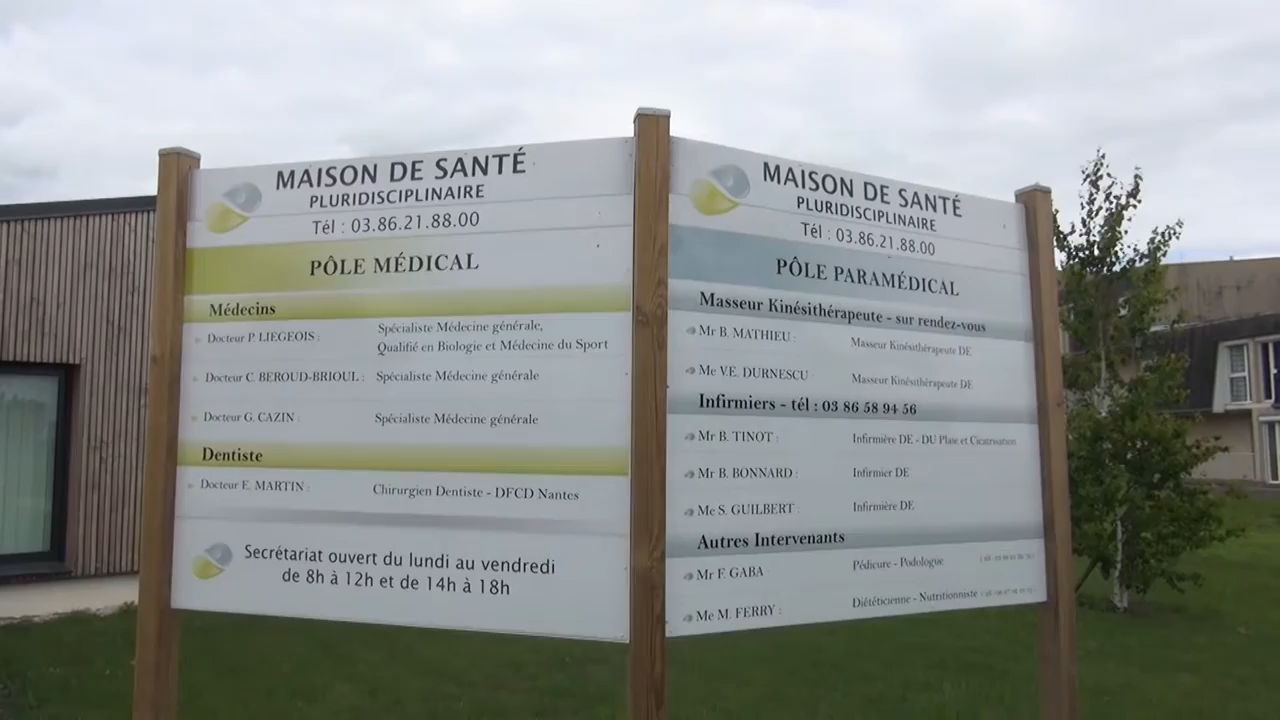 MAISON DE SANTÉ
PLURIDISCIPLINAIRE
Tél : 03.86.21.88.00
PÔLE MÉDICAL
Médecins
Docteur P. LIEGEOIS : Spécialiste Médecine générale,
Qualifié en Biologie et Médecine du Sport
Docteur C. BEROUD-BRIOUL : Spécialiste Médecine générale
Docteur G. CAZIN : Spécialiste Médecine générale
Dentiste
Docteur E. MARTIN : Chirurgien Dentiste - DFCD Nantes
Secrétariat ouvert du lundi au vendredi
de 8h à 12h et de 14h à 18h
MAISON DE SANTÉ
PLURIDISCIPLINAIRE
Tél : 03.86.21.88.00
PÔLE PARAMÉDICAL
Masseur Kinésithérapeute - sur rendez-vous
Mr B. MATHIEU : Masseur Kinésithérapeute DE
Me V.E. DURNESCU Masseur Kinésithérapeute DE
Infirmiers - tél : 03 86 58 94 56
Mr B. TINOT : Infirmière DE - DU Plaie et Cicatrisation
Mr B. BONNARD : Infirmier DE
Me S. GUILBERT : Infirmière DE
Autres Intervenants
Mr F. GABA : Pédicure - Podologue
Me M. FERRY : Diététicienne - Nutritionniste